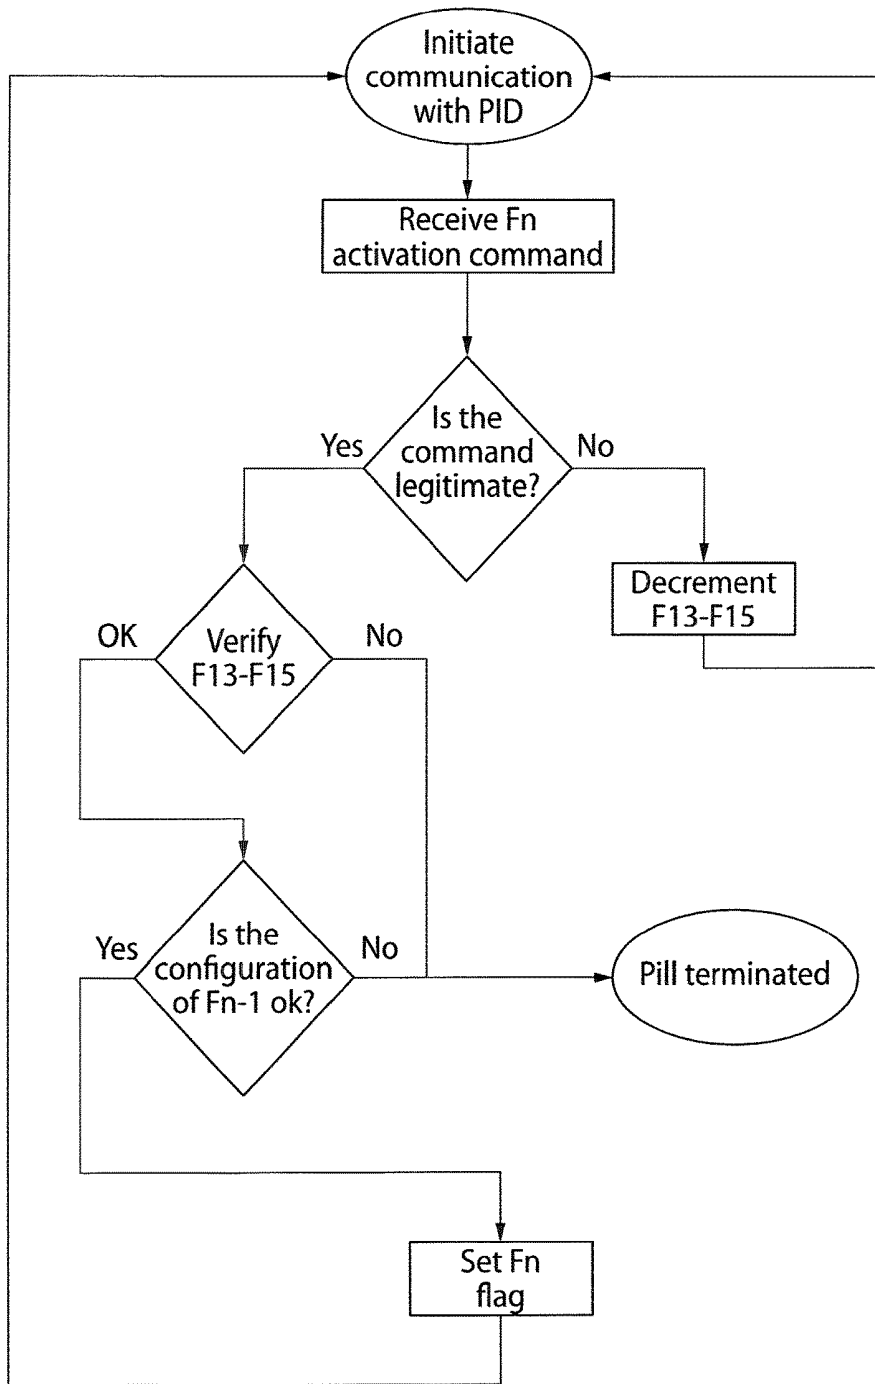 Initiate
communication
with PID
Receive Fn
activation command
Is the
command
legitimate?
Yes
No
Decrement
F13-F15
Verify
F13-F15
OK
No
Is the
configuration
of Fn-1 ok?
Yes
No
Pill terminated
Set Fn
flag